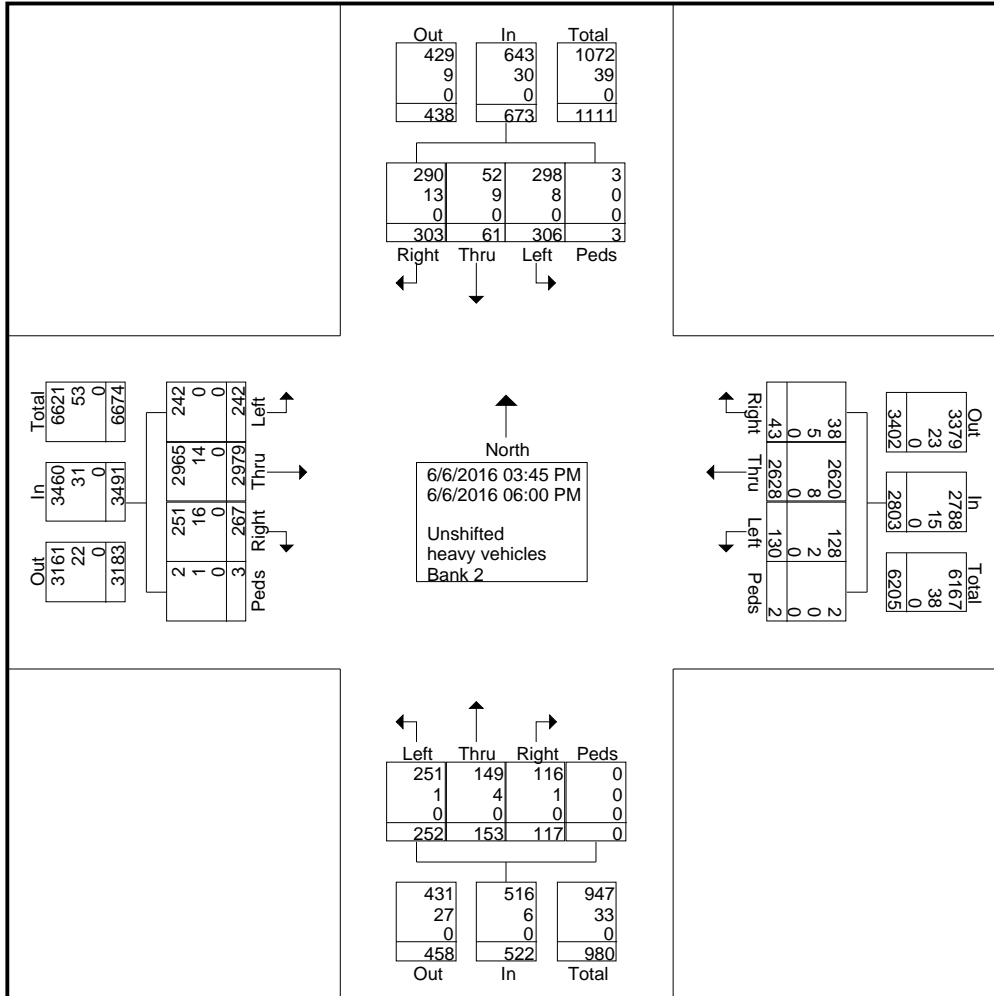 Out In Total
429 643 1072
9 30 39
0 0 0
438 673 1111
290 52 298 3
13 9 8 0
0 0 0 0
303 61 306 3
Right Thru Left Peds
Total
6621
53
0
6674
In
3460
31
0
3491
Out
3161
22
0
3183
242
0
0
242
Left
2965
14
0
2979
Thru
251
16
0
267
Right
2
1
0
3
Peds
North
6/6/2016 03:45 PM
6/6/2016 06:00 PM
Unshifted
heavy vehicles
Bank 2
Right
38
5
0
43
Thru
2620
8
0
2628
Left
128
2
0
130
Peds
2
0
0
2
Out
3379
23
0
3402
In
2788
15
0
2803
Total
6167
38
0
6205
Left Thru Right Peds
251 149 116 0
1 4 1 0
0 0 0 0
252 153 117 0
431 516 947
27 6 33
0 0 0
458 522 980
Out In Total